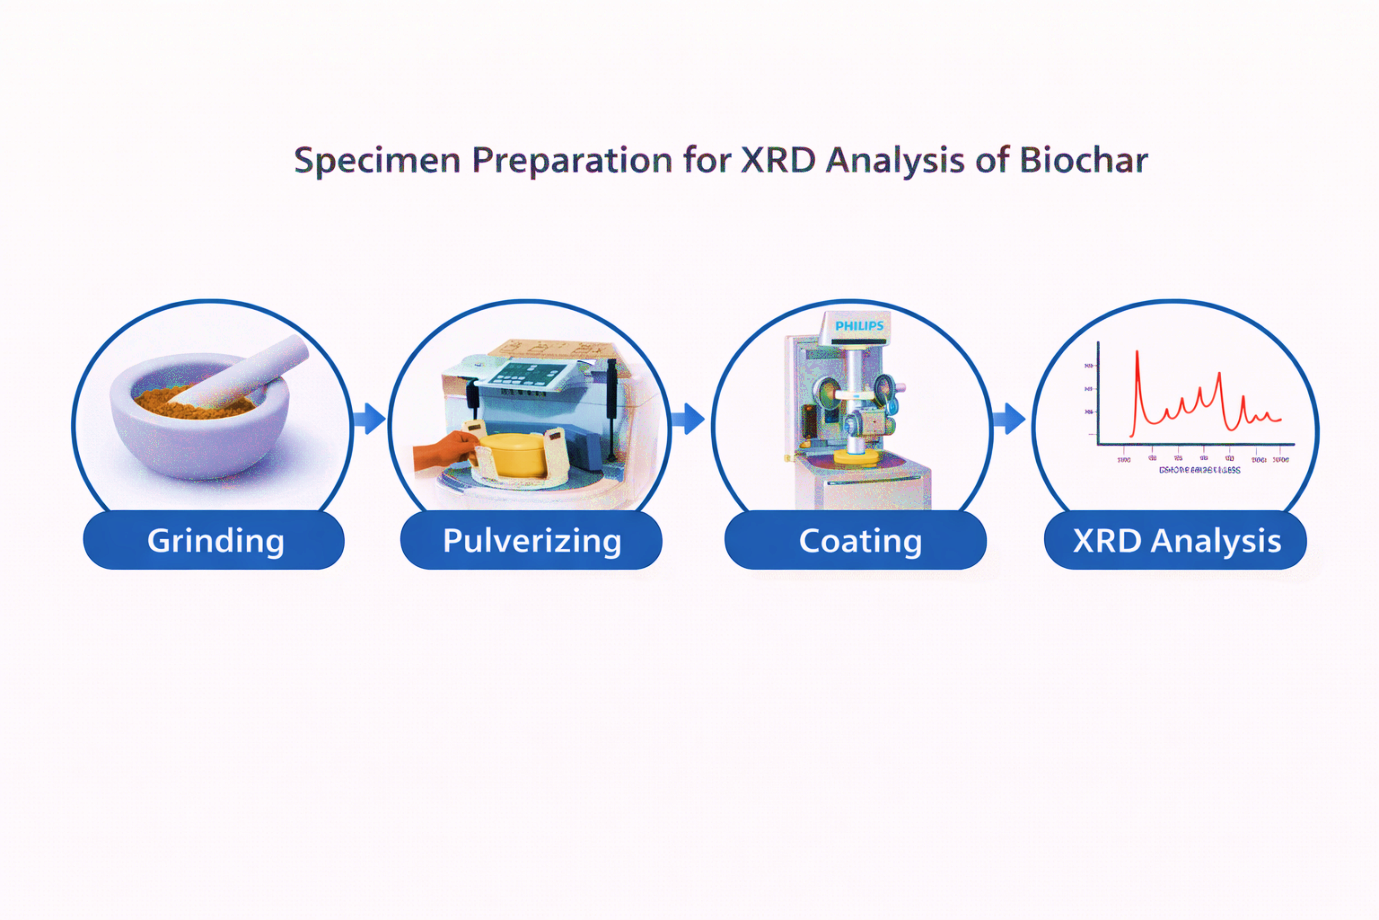 Specimen Preparation for XRD Analysis of Biochar
PHILIPS
Grinding
Pulverizing
Coating
XRD Analysis